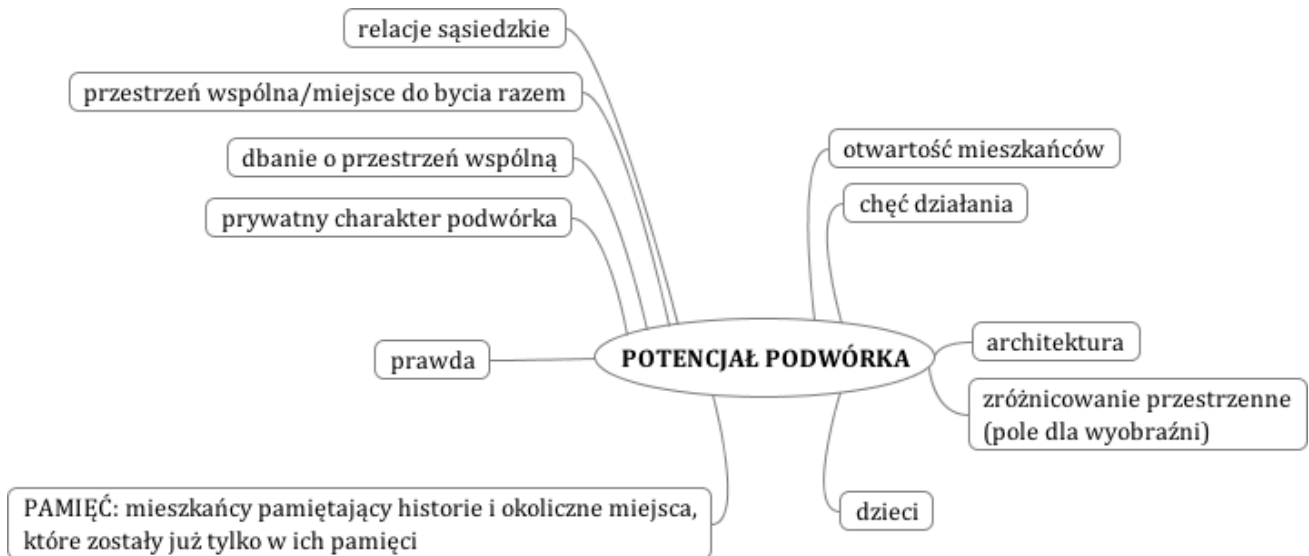 relacje sąsiedzkie
przestrzeń wspólna/miejsce do bycia razem
dbanie o przestrzeń wspólną
prywatny charakter podwórka
prawda
PAMIĘĆ: mieszkańcy pamiętający historie i okoliczne miejsca,
które zostały już tylko w ich pamięci
POTENCJAŁ PODWÓRKA
otwartość mieszkańców
chęć działania
architektura
zróżnicowanie przestrzenne
(pole dla wyobraźni)
dzieci